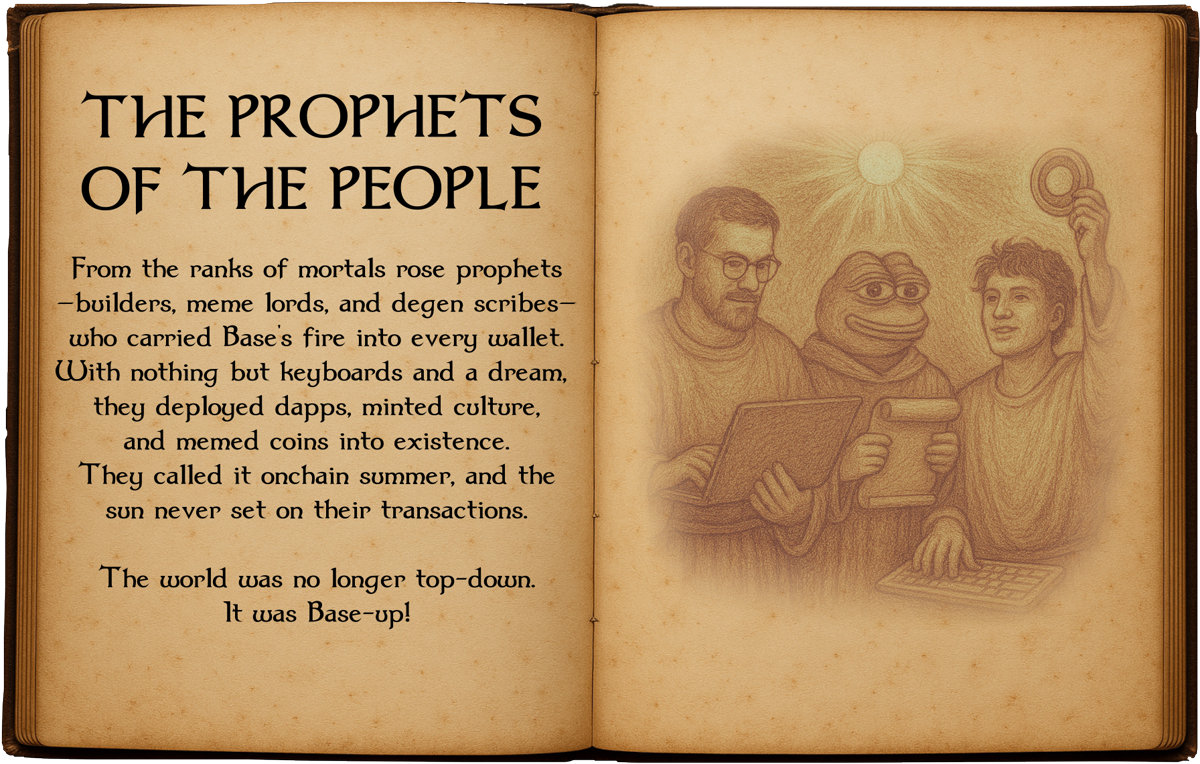 THE PROPHETS
OF THE PEOPLE
From the ranks of mortals rose prophets
—builders, meme lords, and degen scribes—
who carried Base's fire into every wallet.
With nothing but keyboards and a dream,
they deployed dapps, minted culture,
and memed coins into existence.
They called it onchain summer, and the
sun never set on their transactions.
The world was no longer top-down.
It was Base-up!